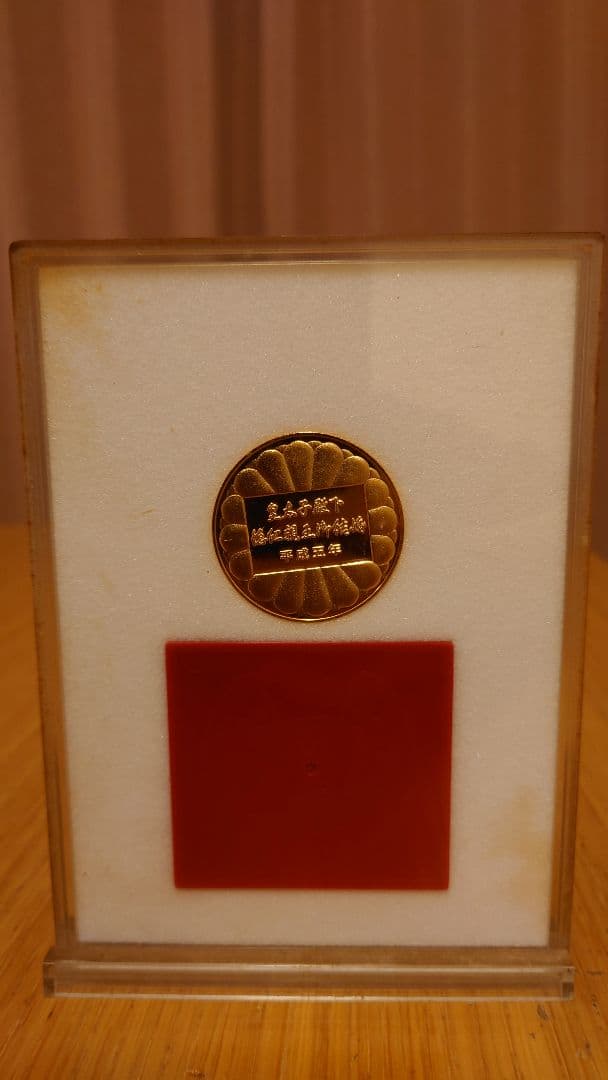 皇太子殿下
徳仁親王御結婚
平成五年